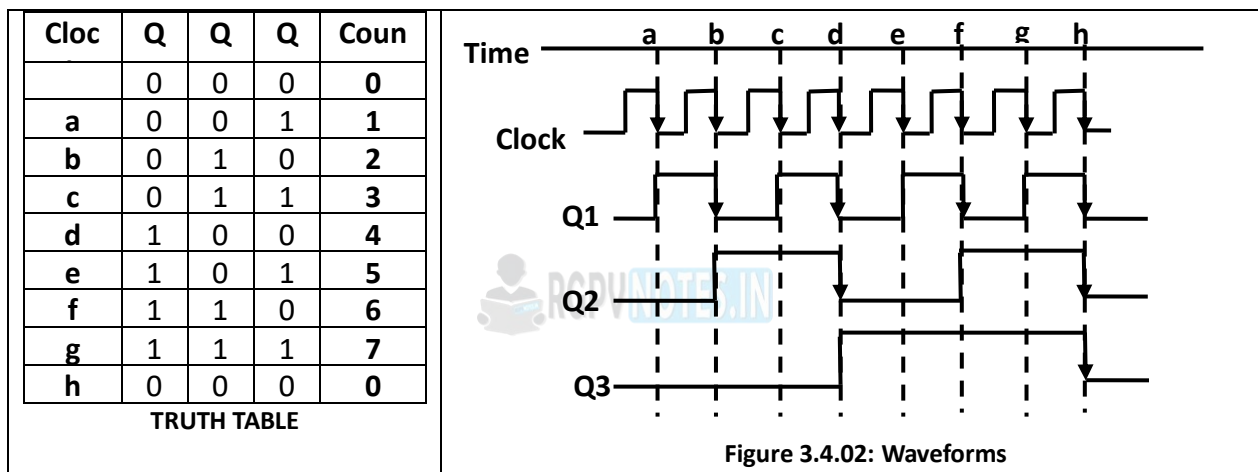 Cloc Q Q Q Coun
0 0 0 0
a 0 0 1 1
b 0 1 0 2
c 0 1 1 3
d 1 0 0 4
e 1 0 1 5
f 1 1 0 6
g 1 1 1 7
h 0 0 0 0
TRUTH TABLE
a b c d e f g h
Time
Clock
Q1
Q2
Q3
RGPVNOTES.IN
Figure 3.4.02: Waveforms